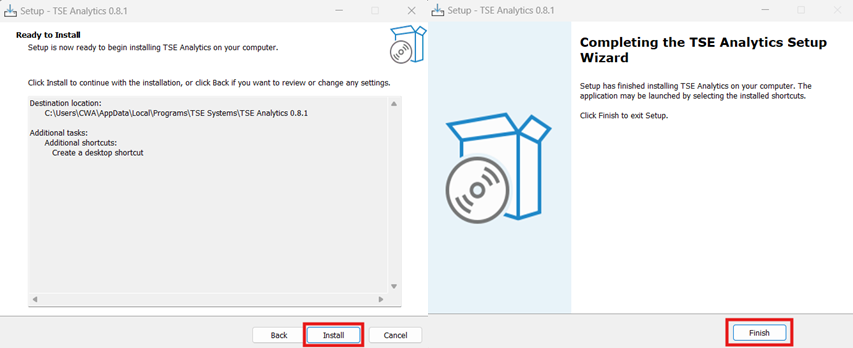 Setup - TSE Analytics 0.8.1
Ready to Install
Setup is now ready to begin installing TSE Analytics on your computer.
Click Install to continue with the installation, or click Back if you want to review or change any settings.
Destination location:
C:\Users\CWA\AppData\Local\Programs\TSE Systems\TSE Analytics 0.8.1
Additional tasks:
Additional shortcuts:
Create a desktop shortcut
Back
Install
Cancel
Setup - TSE Analytics 0.8.1
Completing the TSE Analytics Setup
Wizard
Setup has finished installing TSE Analytics on your computer. The
application may be launched by selecting the installed shortcuts.
Click Finish to exit Setup.
Finish